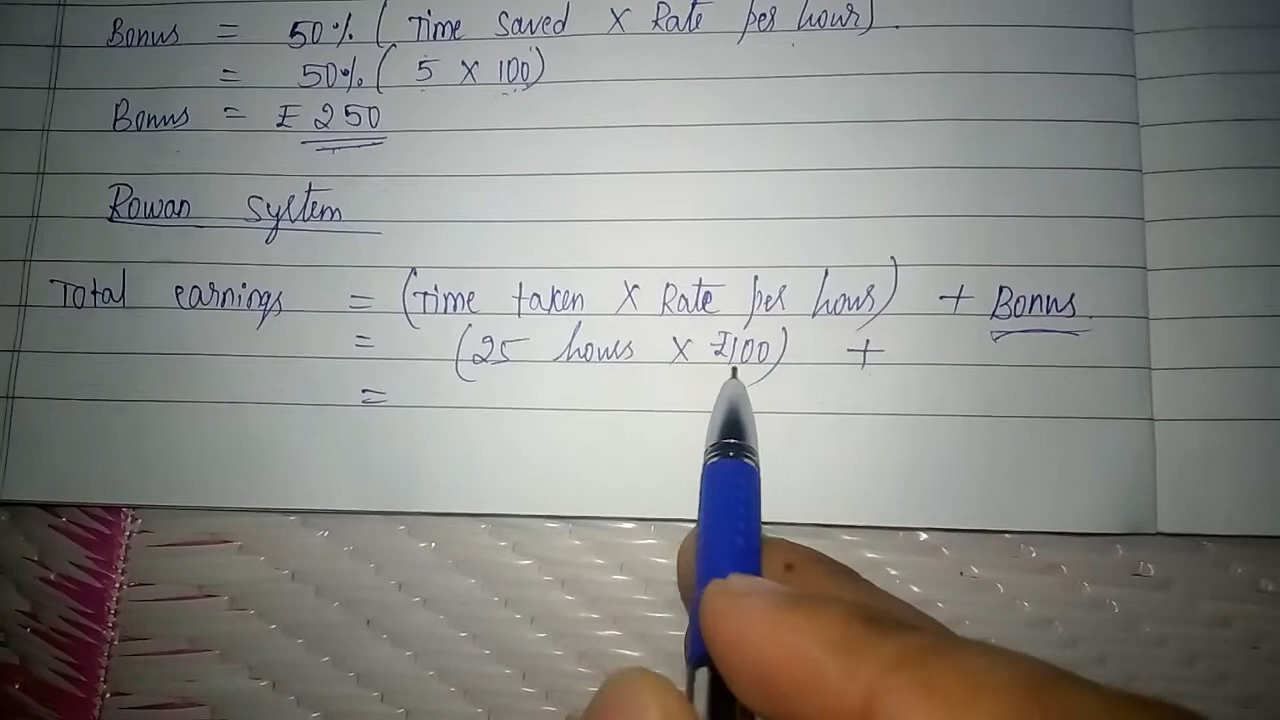 Bonus = 50% ( Time saved X Rate per hour)
= 50% ( 5 X 100)
Bonus = ₹ 250
Rowan system
Total earnings = (Time taken X Rate per hour) + Bonus
= (25 hours X ₹100) +
=